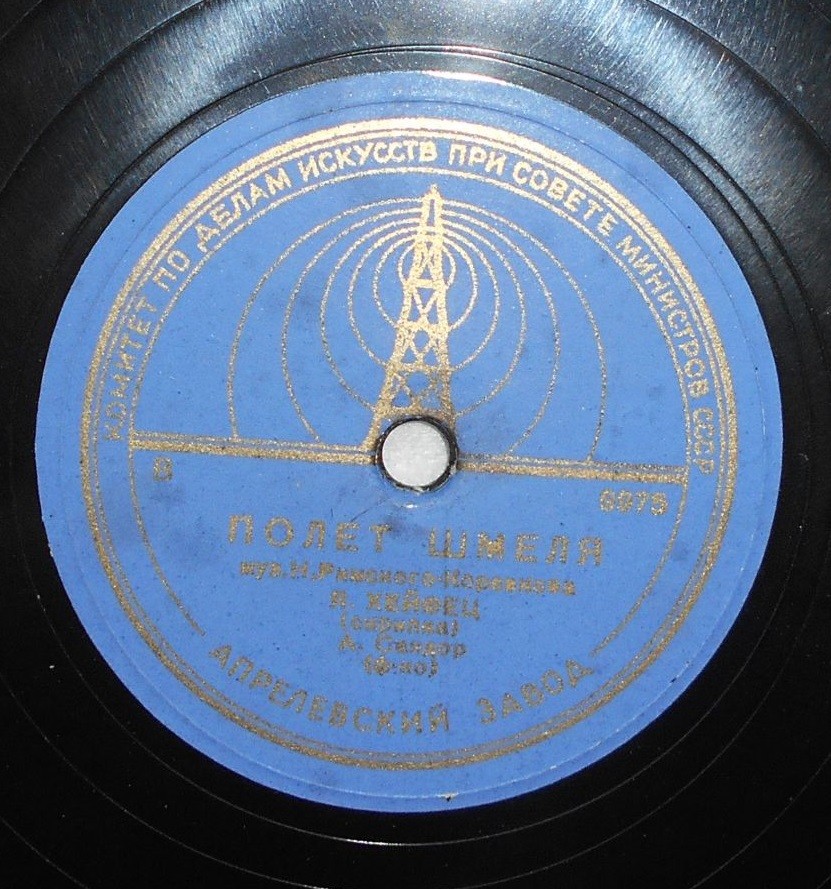 КОМИТЕТ ПО ДЕЛАМ ИСКУССТВ ПРИ СОВЕТЕ МИНИСТРОВ СССР
В
6975
ПОЛЕТ ШМЕЛЯ
муз. Н. Римского-Корсакова
Я. ХЕЙФЕЦ
(скрипка)
А. Сандор
(ф-но)
АПРЕЛЕВСКИЙ ЗАВОД